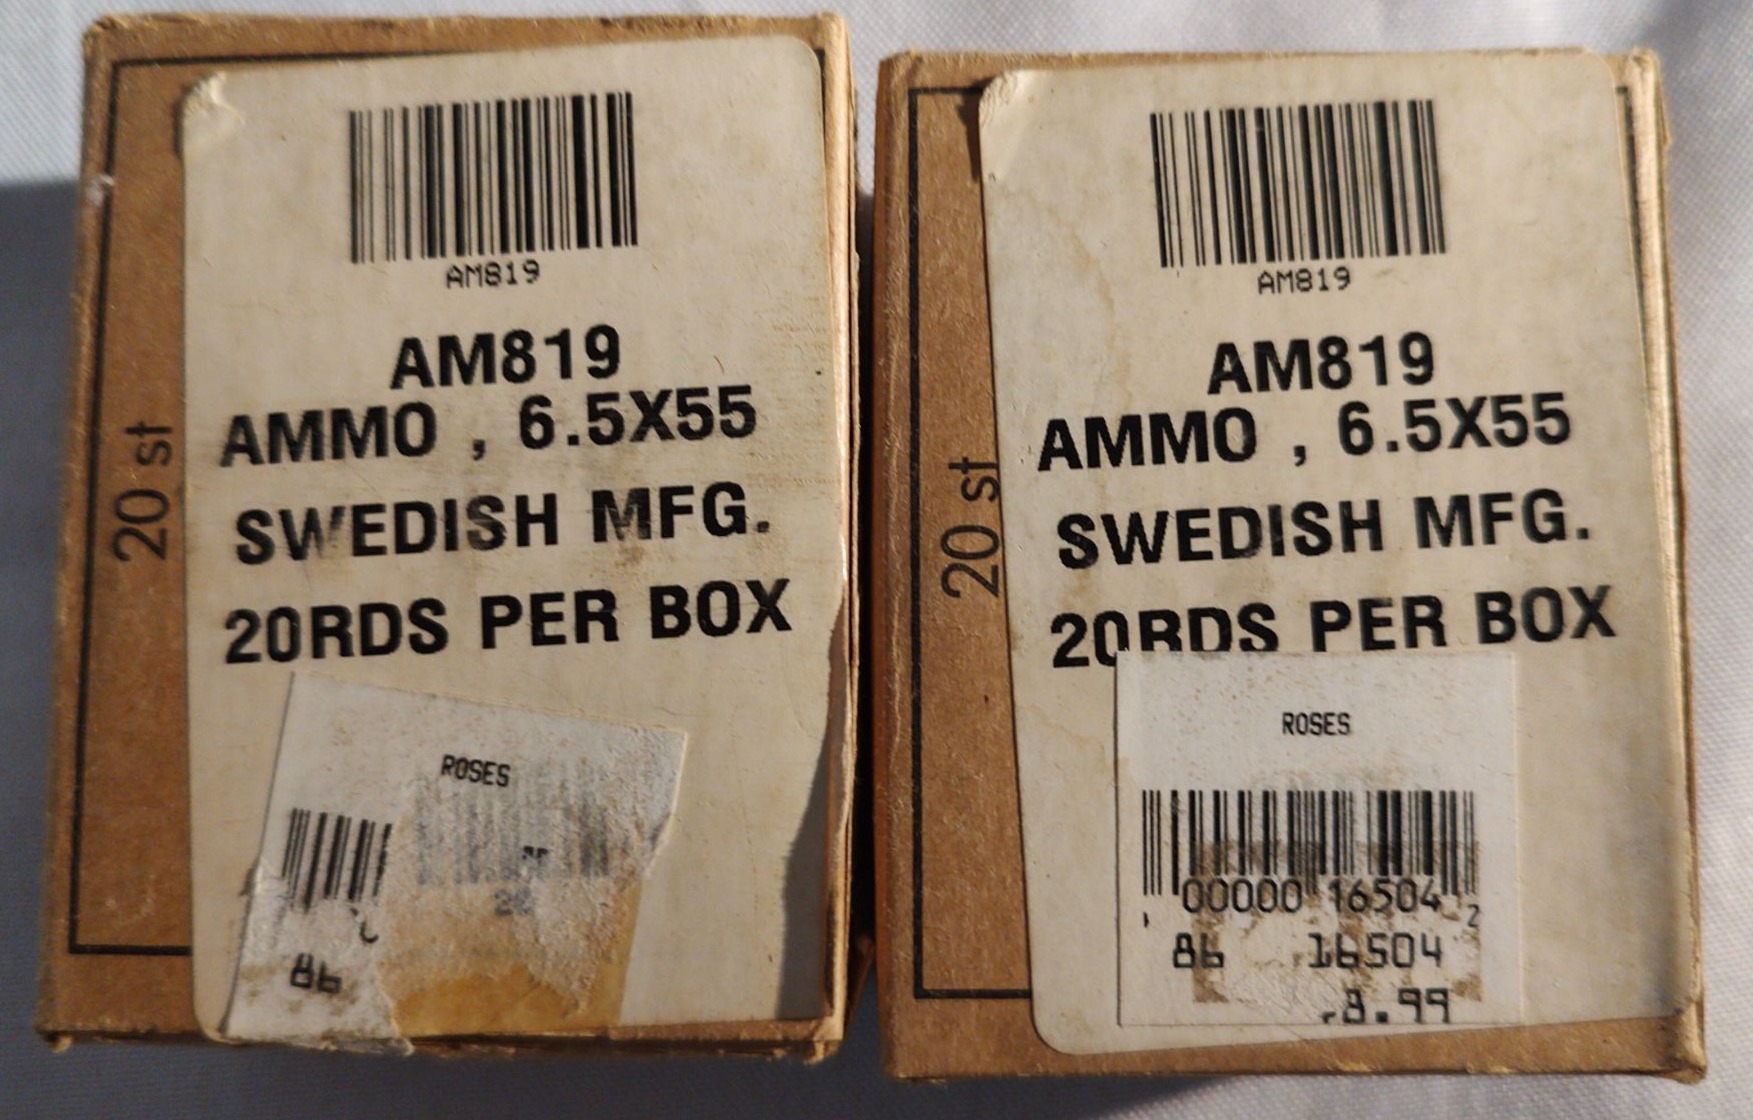 20 st
AM819
AM819
AMMO , 6.5X55
SWEDISH MFG.
20RDS PER BOX
ROSES
86
20 st
AM819
AM819
AMMO , 6.5X55
SWEDISH MFG.
20RDS PER BOX
ROSES
00000 16504 2
86 16504
8.99